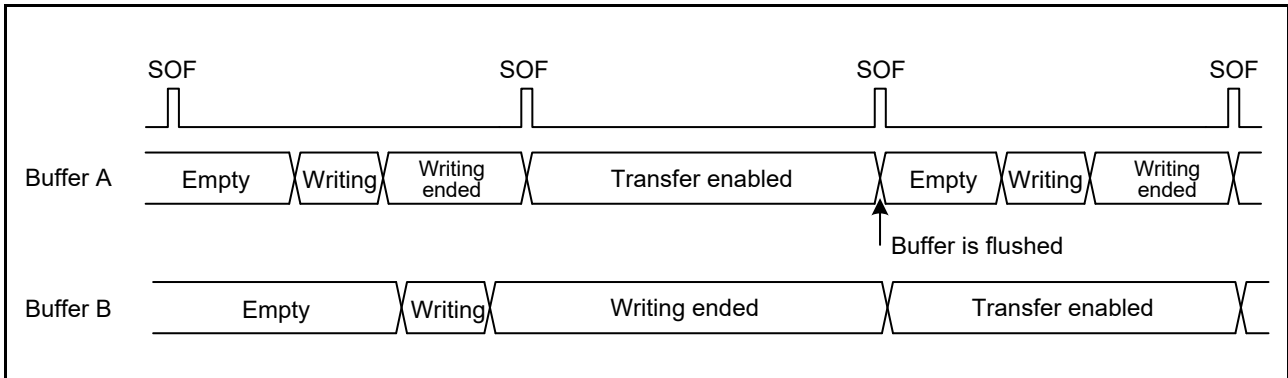 SOF SOF SOF SOF
Buffer A Empty Writing Writing ended Transfer enabled Empty Writing Writing ended
Buffer is flushed
Buffer B Empty Writing Writing ended Transfer enabled